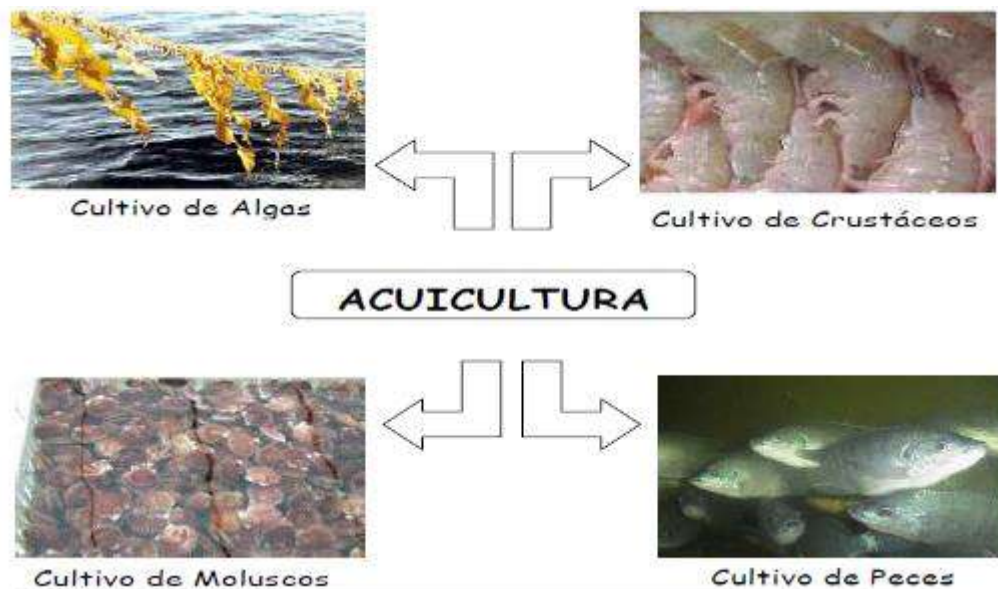 Cultivo de Algas
Cultivo de Crustáceos
ACUICULTURA
Cultivo de Moluscos
Cultivo de Peces